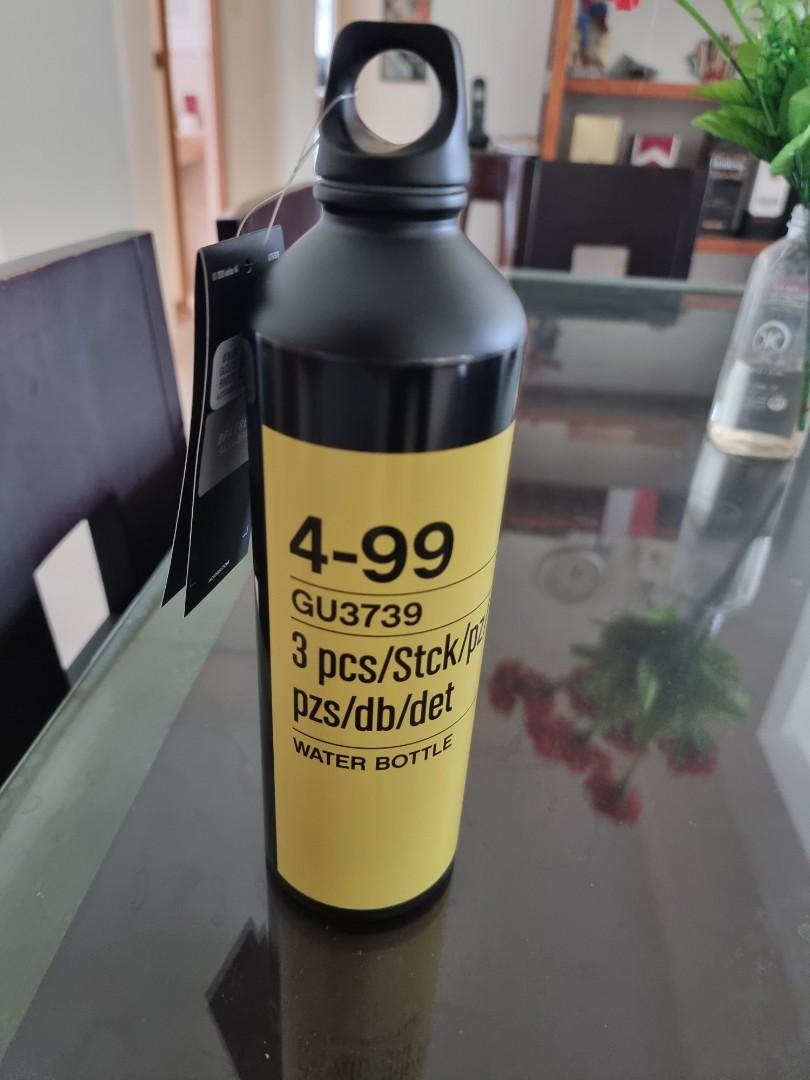 4-99
GU3739
3 pcs/Stck/pz
pzs/db/det
WATER BOTTLE